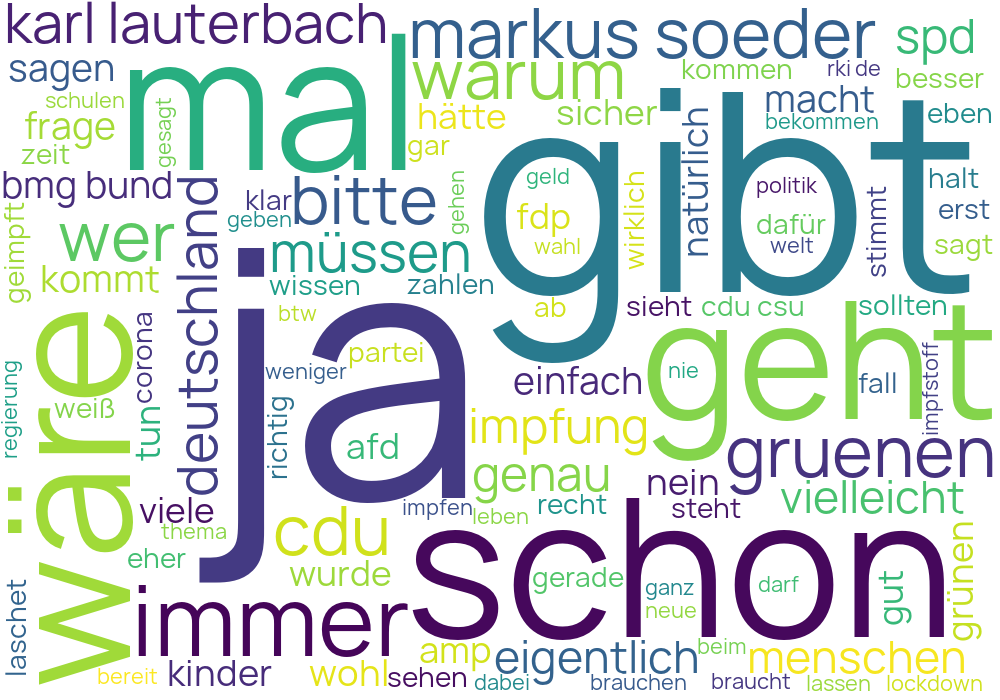 karl lauterbach
markus soeder
spd
sagen
mal
warum
kommen
rki de
besser
schulen
gesagt
hätte
sicher
macht
eben
frage
gar
bekommen
zeit
gibt
natürlich
bmg bund
deutschland
klar
bitte
gehen
geld
politik
halt
geben
fdp
wirklich
dafür
stimmt
erst
geimpft
wer
müssen
wahl
welt
sagt
kommt
wissen
zahlen
ab
sieht
cdu csu
sollten
btw
ja
wäre
corona
partei
geht
regierung
weniger
einfach
nie
fall
impfstoff
weiß
tun
richtig
afd
impfung
gruenen
genau
nein
vielleicht
viele
impfen
leben
recht
steht
thema
cdu
schon
eher
wurde
gerade
ganz
darf
gut
grünen
laschet
immer
neue
amp
eigentlich
beim
menschen
bereit
kinder
wohl
sehen
dabei
brauchen
braucht
lassen
lockdown